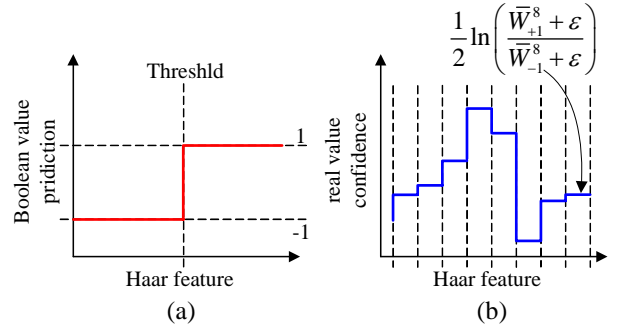 Threshld
1
-1
Boolean value
pridiction
Haar feature
(a)
1/2 ln( (W̅⁸₊₁ + ε) / (W̅⁸₋₁ + ε) )
real value
confidence
Haar feature
(b)